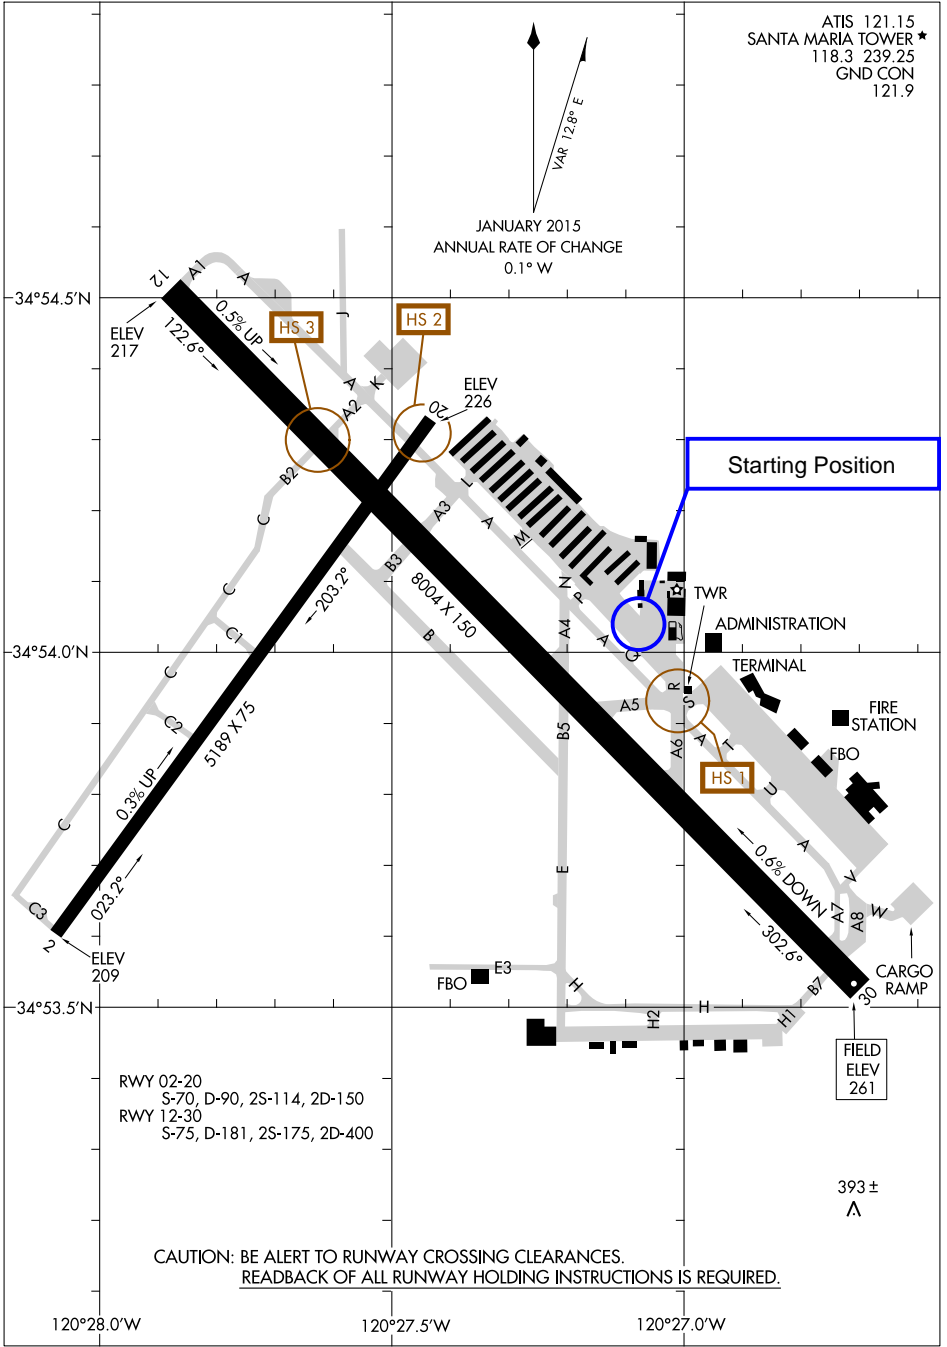 ATIS 121.15
SANTA MARIA TOWER
118.3 239.25
GND CON
121.9
VAR 12.8° E
JANUARY 2015
ANNUAL RATE OF CHANGE
0.1° W
12
A1
A
34°54.5'N
ELEV
217
0.5% UP
122.6°
HS 3
J
HS 2
A
K
A2
ELEV
226
20
B2
C
L
A3
A
M
Starting Position
B3
8004 X 150
203.2°
N
P
TWR
C
B
A4
A
Q
ADMINISTRATION
C1
34°54.0'N
C
R
S
TERMINAL
A5
C2
5189 X 75
B5
A6
A
T
FIRE
STATION
FBO
HS 1
0.3% UP
U
C
A
0.6% DOWN
V
E
023.2°
A7
A8
W
C3
2
302.6°
ELEV
209
FBO
E3
H
H
H2
H1
B7
30
CARGO
RAMP
34°53.5'N
FIELD
ELEV
261
RWY 02-20
S-70, D-90, 2S-114, 2D-150
RWY 12-30
S-75, D-181, 2S-175, 2D-400
393 ±
CAUTION: BE ALERT TO RUNWAY CROSSING CLEARANCES.
READBACK OF ALL RUNWAY HOLDING INSTRUCTIONS IS REQUIRED.
120°28.0'W
120°27.5'W
120°27.0'W